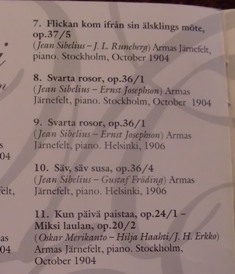 7. Flickan kom ifrån sin älsklings möte,
op.37/5
(Jean Sibelius – J. L. Runeberg) Armas Järnefelt,
piano. Stockholm, October 1904
8. Svarta rosor, op.36/1
(Jean Sibelius – Ernst Josephson) Armas
Järnefelt, piano. Stockholm, October 1904
9. Svarta rosor, op.36/1
(Jean Sibelius – Ernst Josephson) Armas
Järnefelt, piano. Helsinki, 1906
10. Säv, säv susa, op.36/4
(Jean Sibelius – Gustaf Fröding) Armas
Järnefelt, piano. Helsinki, 1906
11. Kun päivä paistaa, op.24/1 –
Miksi laulan, op.20/2
(Oskar Merikanto – Hilja Haahti/J. H. Erkko)
Armas Järnefelt, piano, Stockholm,
October 1904